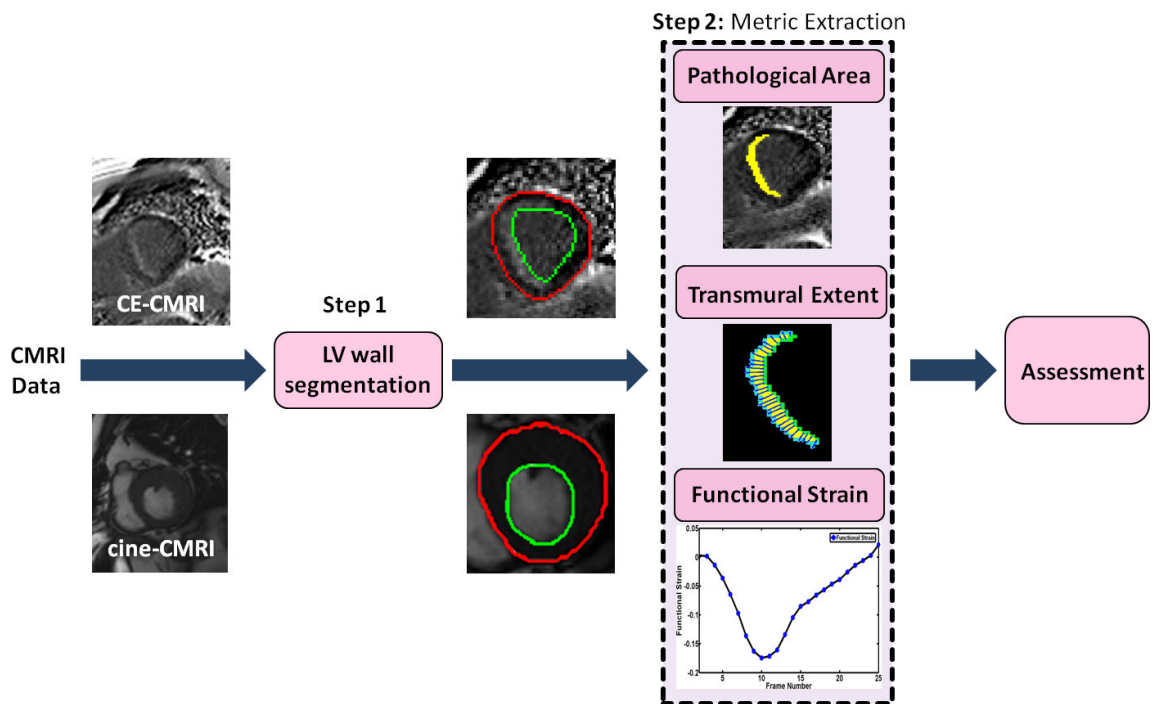 Step 2: Metric Extraction
Pathological Area
CE-CMRI
Step 1
LV wall
segmentation
CMRI
Data
cine-CMRI
Transmural Extent
Functional Strain
0.05
0
-0.05
-0.1
-0.15
-0.2
Functional Strain
Functional Strain
5
10
15
20
25
Frame Number
Assessment